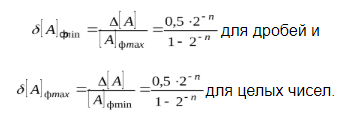 δ[A]фmin = Δ[A] / [A]фmax = 0,5 ·2⁻ⁿ / 1- 2⁻ⁿ для дробей и
δ[A]фmax = Δ[A] / [A]фmin = 0,5 ·2⁻ⁿ / 1- 2⁻ⁿ для целых чисел.